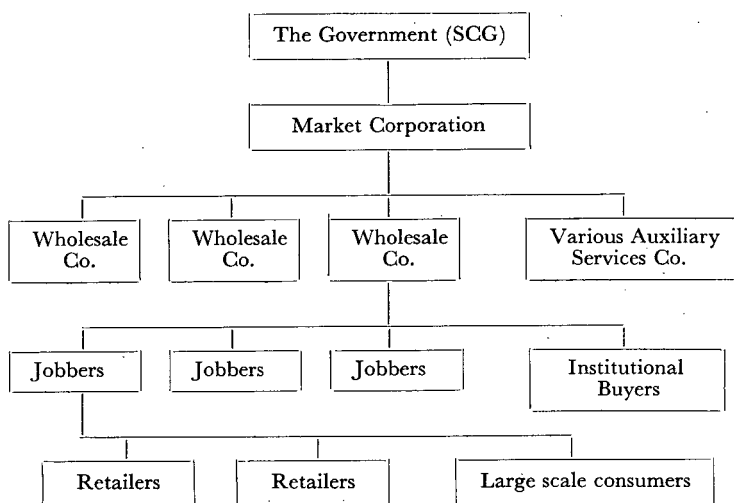 The Government (SCG)
Market Corporation
Wholesale
Co.
Wholesale
Co.
Wholesale
Co.
Various Auxiliary
Services Co.
Jobbers
Jobbers
Jobbers
Institutional
Buyers
Retailers
Retailers
Large scale consumers